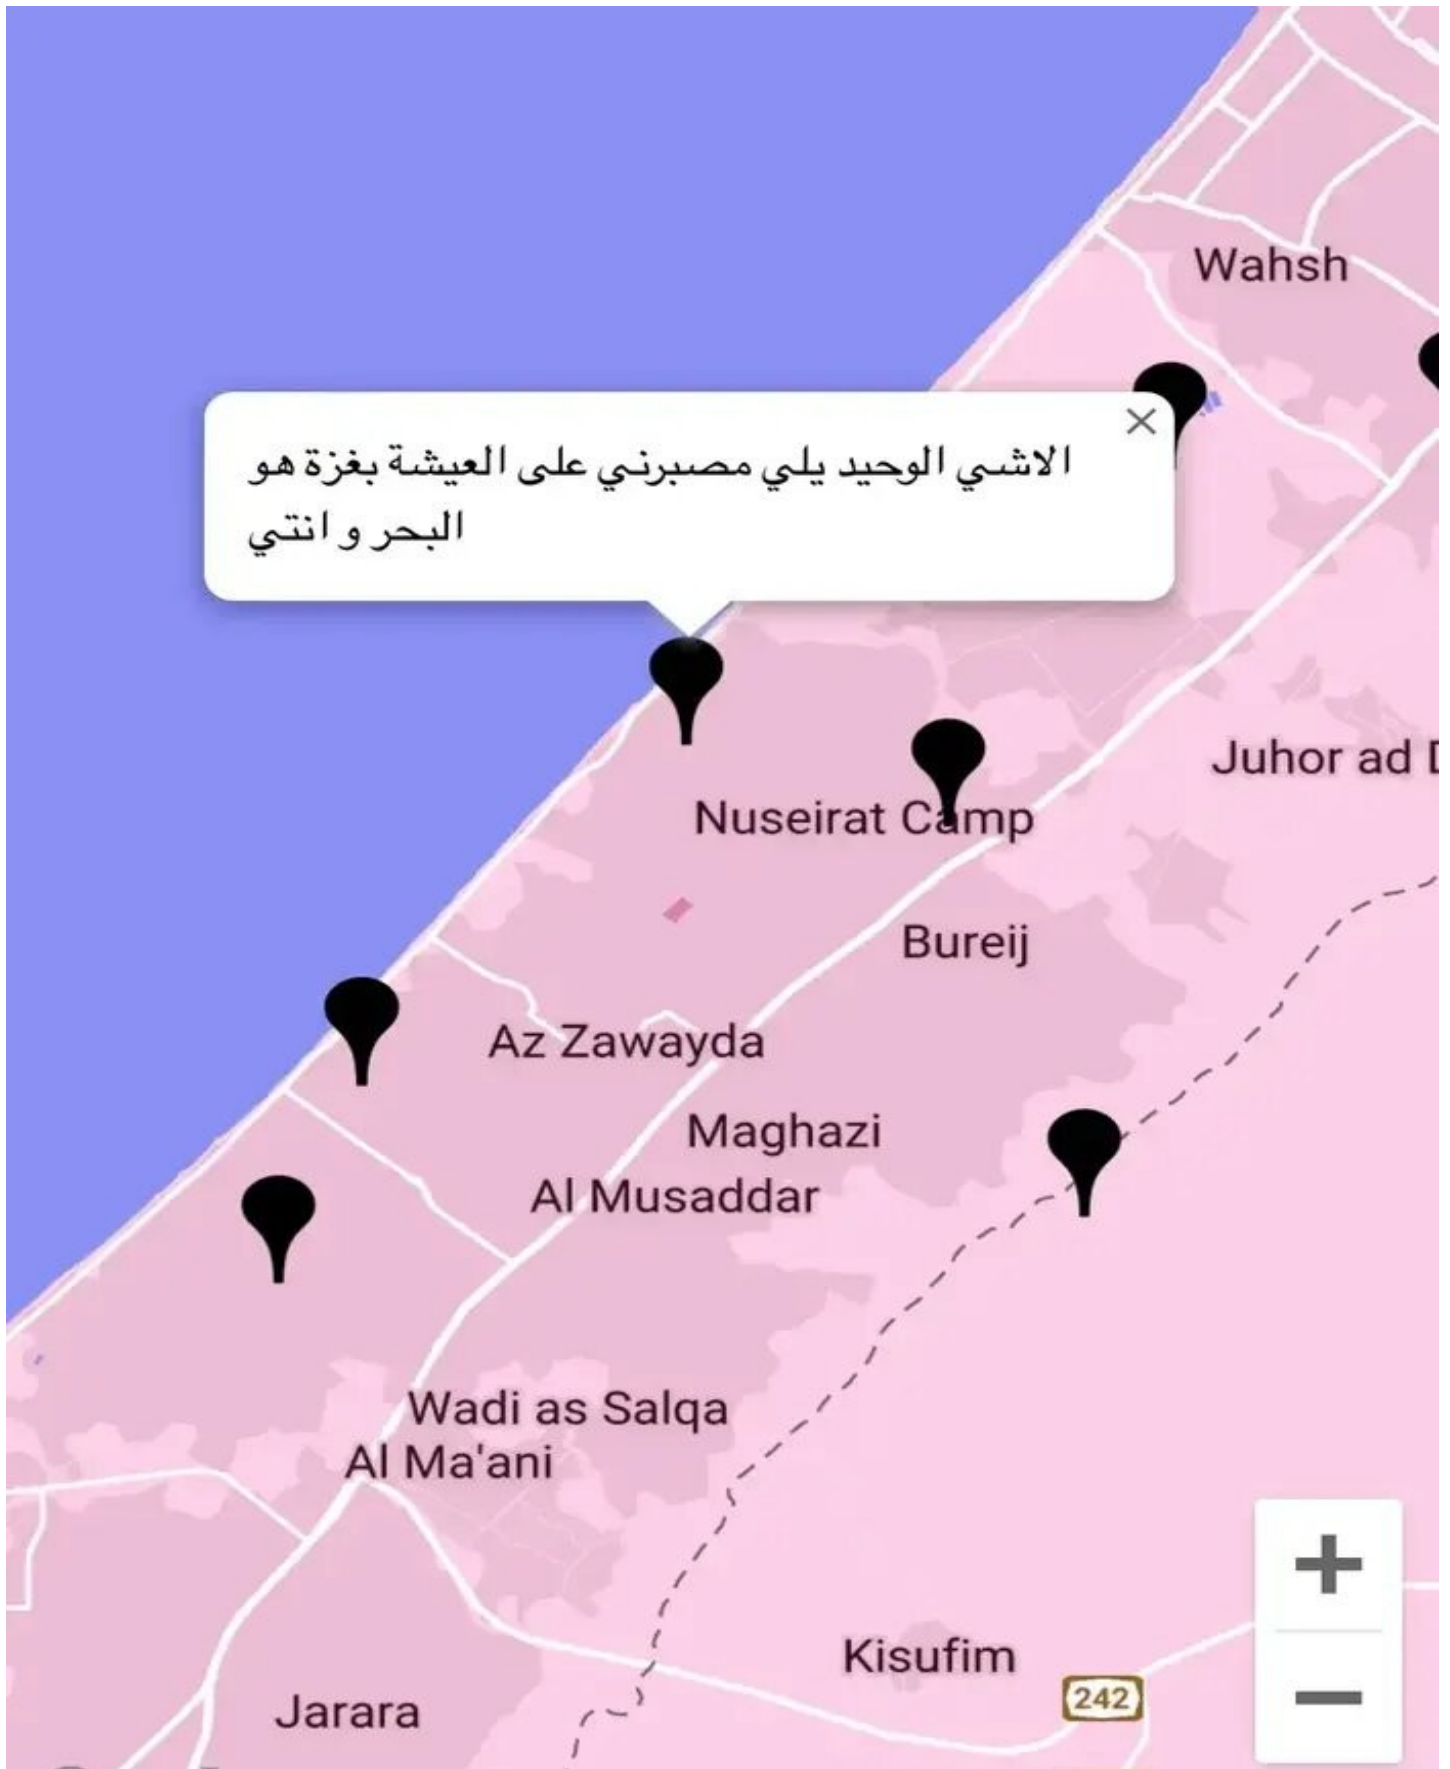 Wahsh
الاشي الوحيد يلي مصبرني على العيشة بغزة هو
البحر و انتي
Juhor ad D
Nuseirat Camp
Bureij
Az Zawayda
Maghazi
Al Musaddar
Wadi as Salqa
Al Ma'ani
Kisufim
242
Jarara